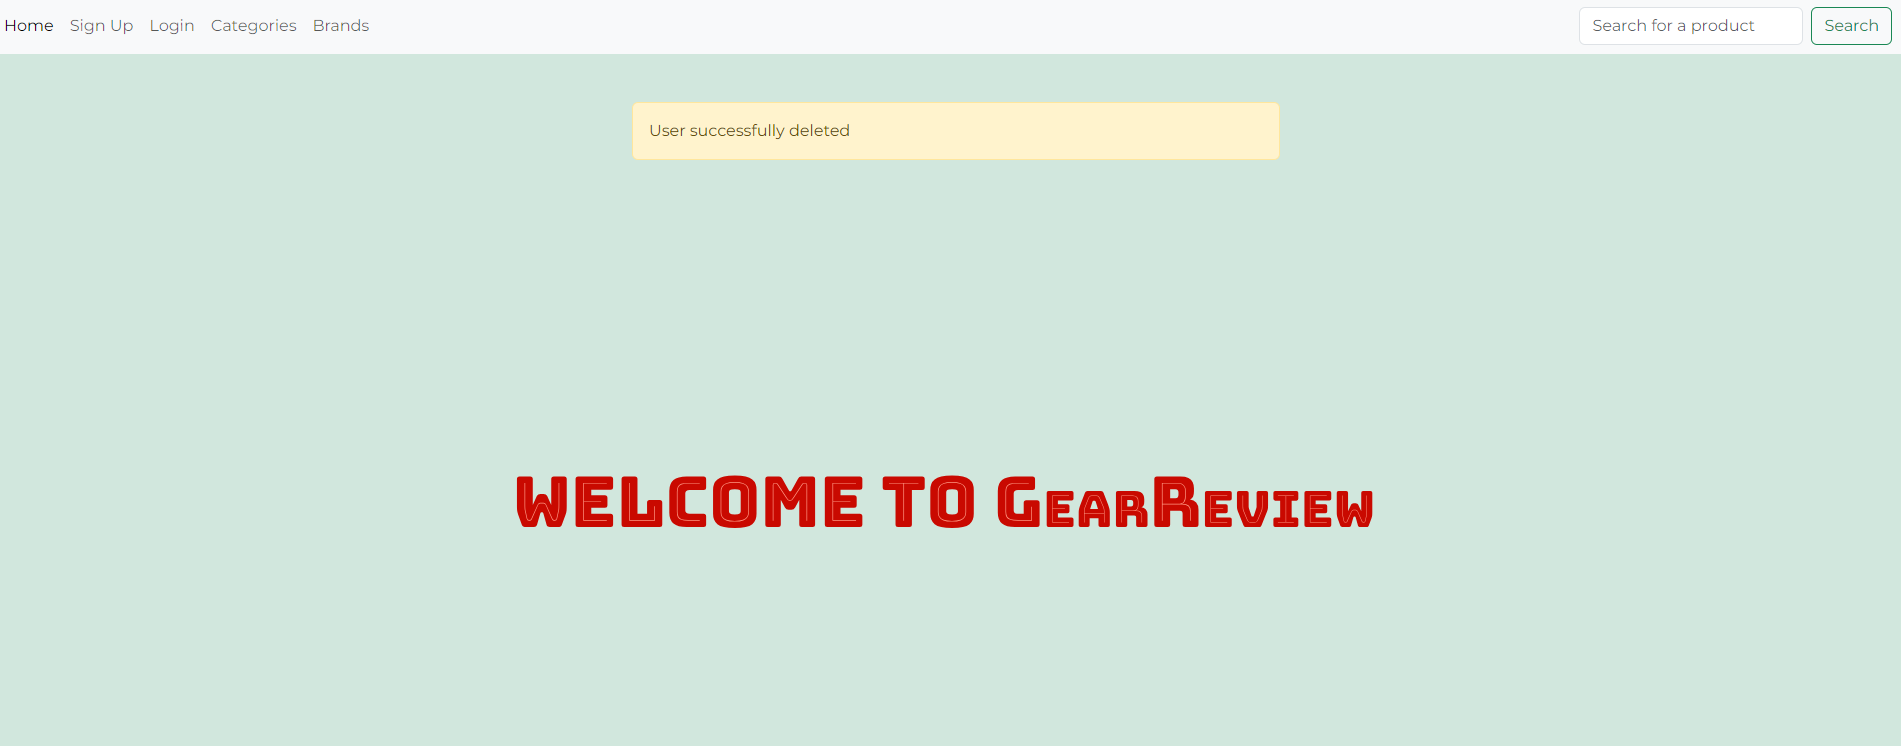 Home Sign Up Login Categories Brands Search for a product Search
User successfully deleted
WELCOME TO GearReview